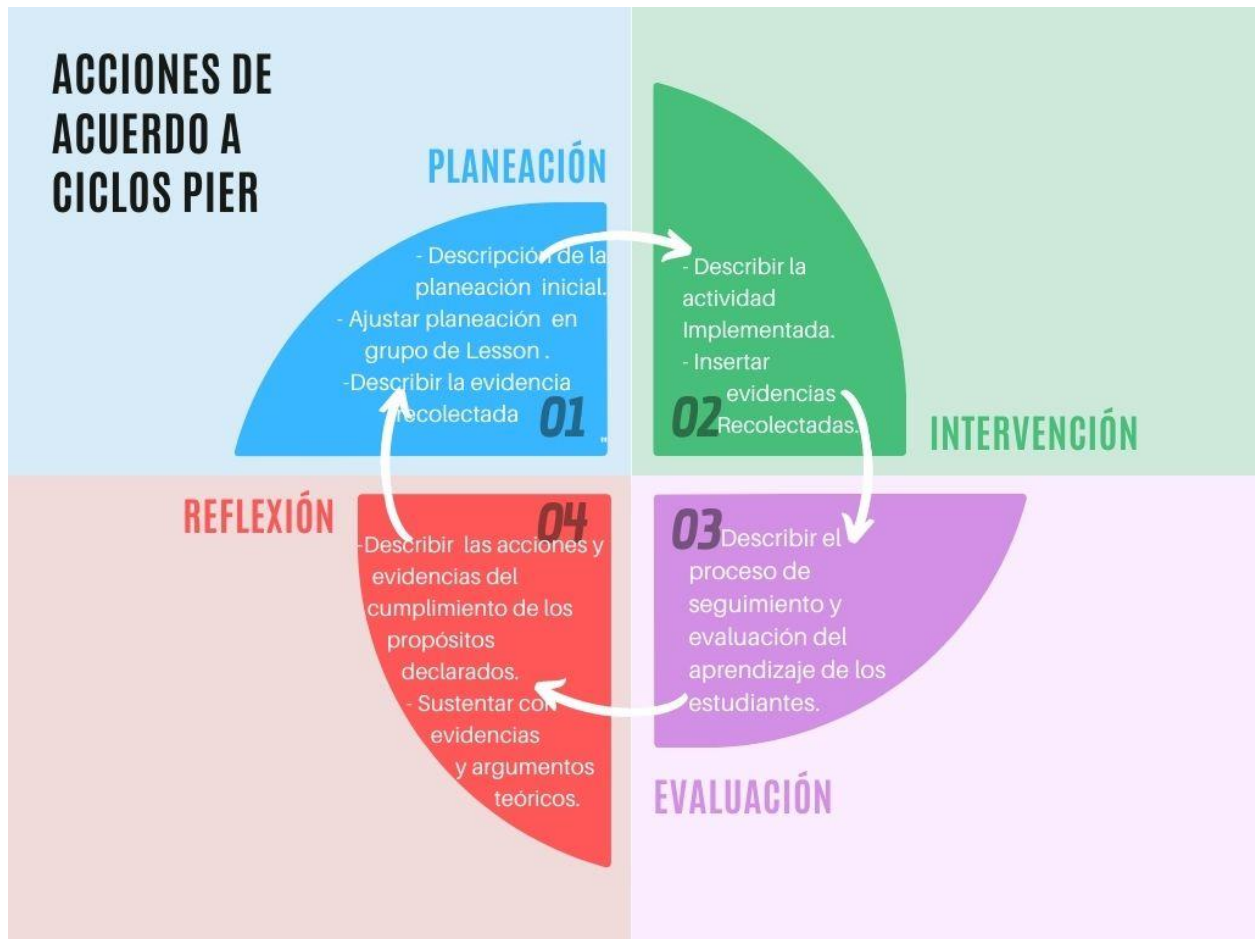 ACCIONES DE
ACUERDO A
CICLOS PIER
PLANEACIÓN
- Descripción de la
planeación inicial.
- Ajustar planeación en
grupo de Lesson .
-Describir la evidencia
recolectada
01
"
- Describir la
actividad
Implementada.
- Insertar
evidencias
Recolectadas.
02
INTERVENCIÓN
03
Describir el
proceso de
seguimiento y
evaluación del
aprendizaje de los
estudiantes.
EVALUACIÓN
REFLEXIÓN
04
-Describir las acciones y
evidencias del
cumplimiento de los
propósitos
declarados.
- Sustentar con
evidencias
y argumentos
teóricos.